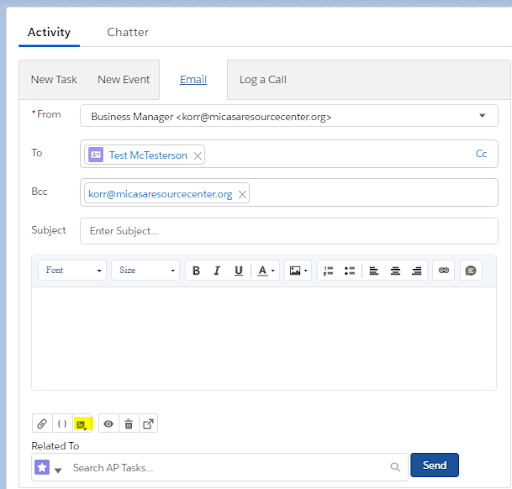 Activity Chatter
New Task New Event Email Log a Call
*From Business Manager <korr@micasaresourcecenter.org>
To Test McTesterson Cc
Bcc korr@micasaresourcecenter.org
Subject Enter Subject...
Font Size B I U A
Related To
Search AP Tasks... Send